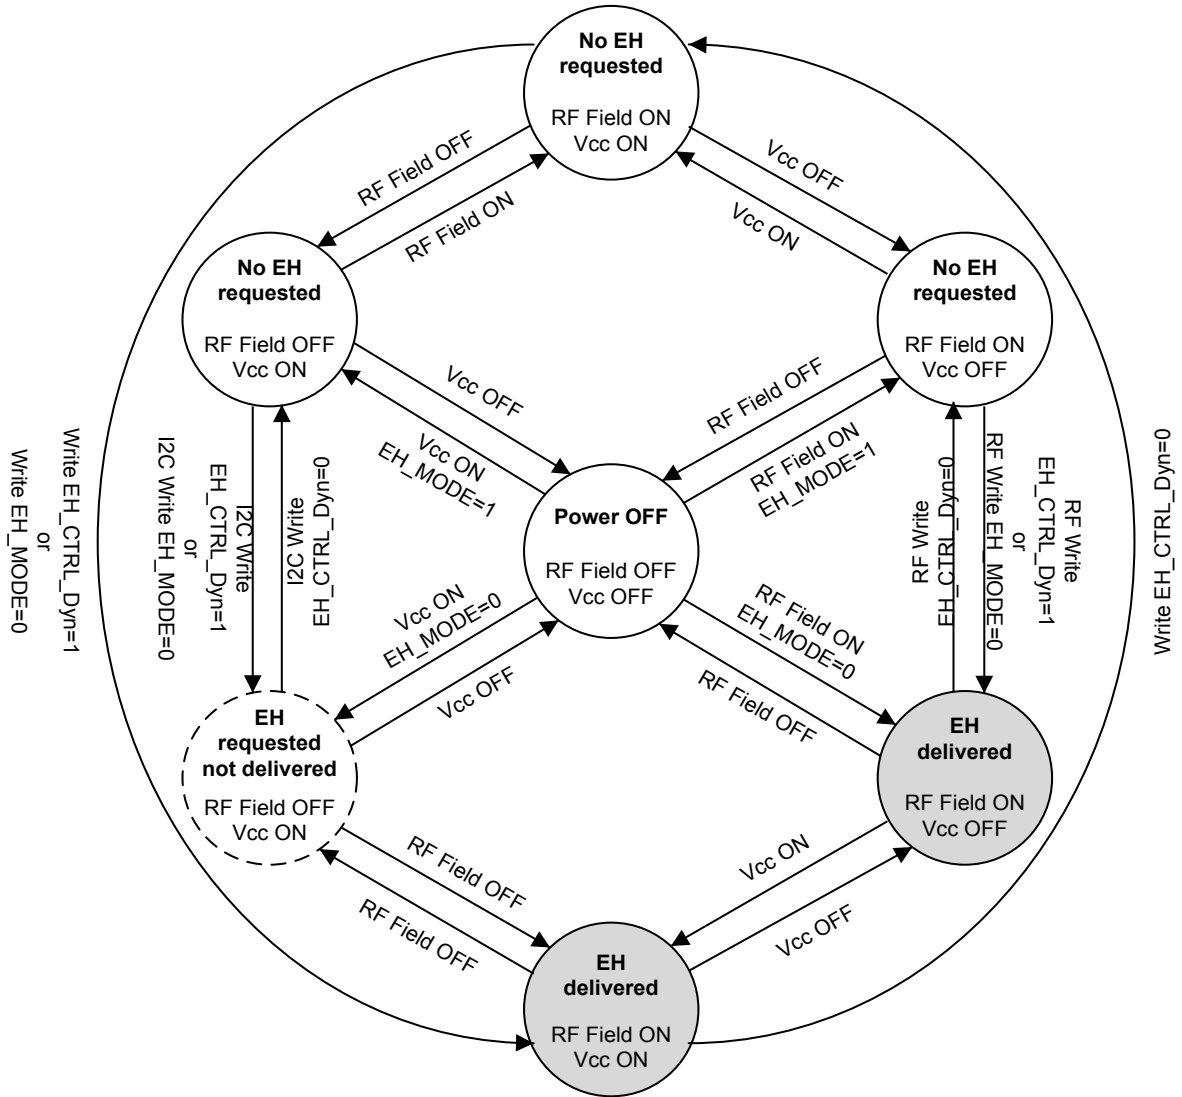 No EH
requested
RF Field ON
Vcc ON
RF Field OFF
RF Field ON
Vcc OFF
Vcc ON
No EH
requested
RF Field OFF
Vcc ON
No EH
requested
RF Field ON
Vcc OFF
Vcc OFF
Vcc ON
EH_MODE=1
RF Field OFF
RF Field ON
EH_MODE=1
Write EH_CTRL_Dyn=1
or
Write EH_MODE=0
I2C Write
EH_CTRL_Dyn=1
or
I2C Write EH_MODE=0
I2C Write
EH_CTRL_Dyn=0
Power OFF
RF Field OFF
Vcc OFF
RF Write
EH_CTRL_Dyn=0
RF Write
EH_CTRL_Dyn=1
or
RF Write EH_MODE=0
Write EH_CTRL_Dyn=0
Vcc ON
EH_MODE=0
Vcc OFF
RF Field ON
EH_MODE=0
RF Field OFF
EH
requested
not delivered
RF Field OFF
Vcc ON
EH
delivered
RF Field ON
Vcc OFF
RF Field OFF
RF Field OFF
Vcc ON
Vcc OFF
EH
delivered
RF Field ON
Vcc ON